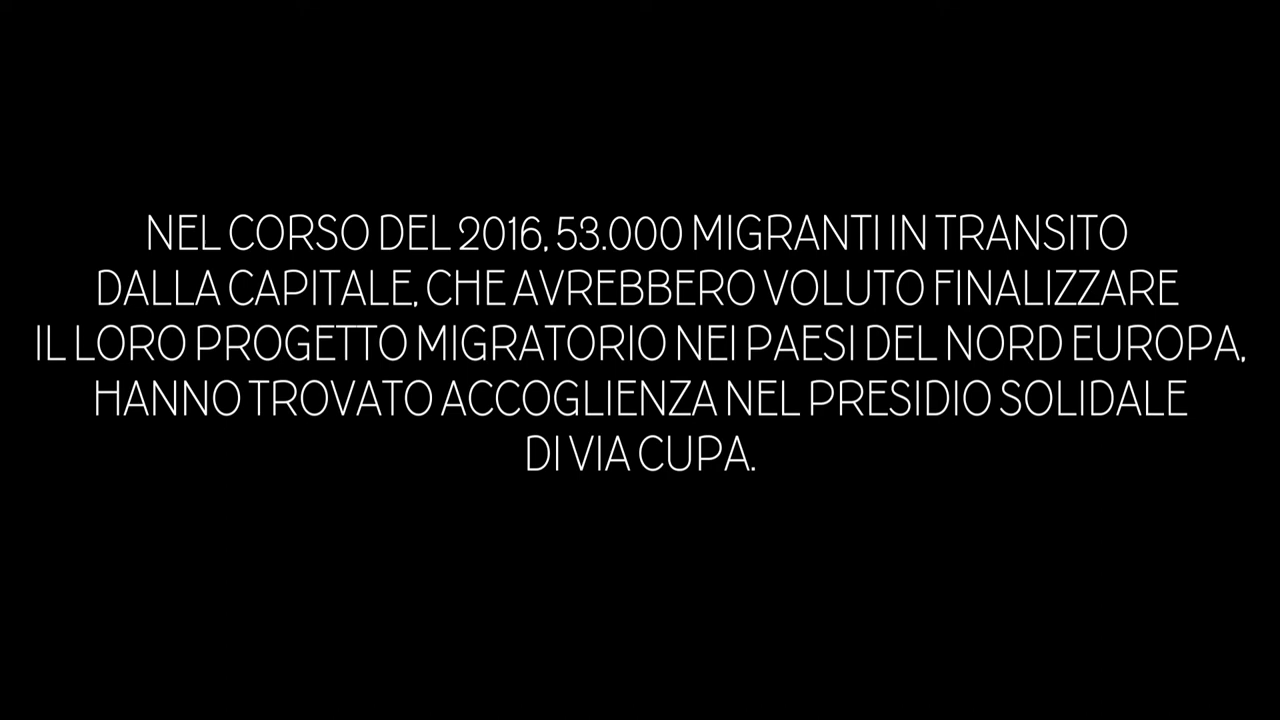 NEL CORSO DEL 2016, 53.000 MIGRANTI IN TRANSITO
DALLA CAPITALE, CHE AVREBBERO VOLUTO FINALIZZARE
IL LORO PROGETTO MIGRATORIO NEI PAESI DEL NORD EUROPA,
HANNO TROVATO ACCOGLIENZA NEL PRESIDIO SOLIDALE
DI VIA CUPA.